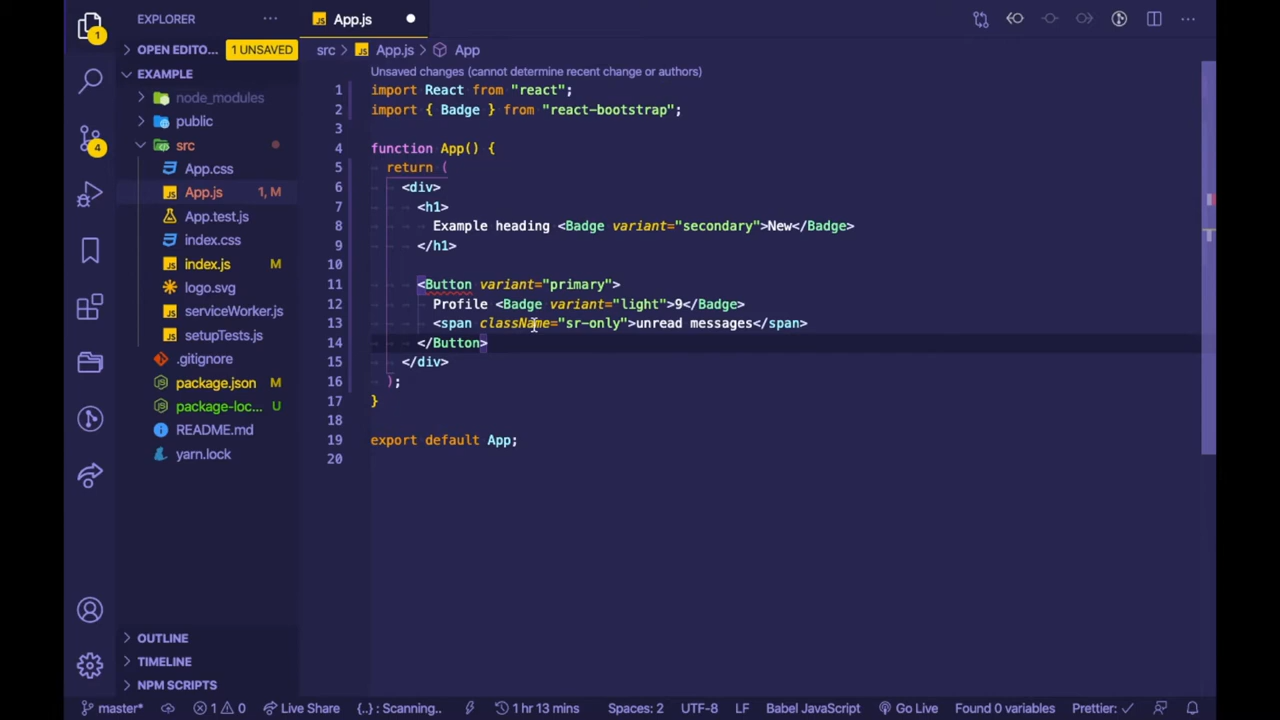 EXPLORER
App.js
1
OPEN EDITO... 1 UNSAVED
src > App.js > App
EXAMPLE
node_modules
public
src
App.css
App.js 1, M
App.test.js
index.css
index.js M
logo.svg
serviceWorker.js
setupTests.js
.gitignore
package.json M
package-loc... U
README.md
yarn.lock
4
Unsaved changes (cannot determine recent change or authors)
1 import React from "react";
2 import { Badge } from "react-bootstrap";
3
4 function App() {
5 return (
6 <div>
7 <h1>
8 Example heading <Badge variant="secondary">New</Badge>
9 </h1>
10
11 <Button variant="primary">
12 Profile <Badge variant="light">9</Badge>
13 <span className="sr-only">unread messages</span>
14 </Button>
15 </div>
16 );
17 }
18
19 export default App;
20
OUTLINE
TIMELINE
NPM SCRIPTS
master* 1 0 Live Share {..} : Scanning.. 1 hr 13 mins Spaces: 2 UTF-8 LF Babel JavaScript Go Live Found 0 variables Prettier: ✓